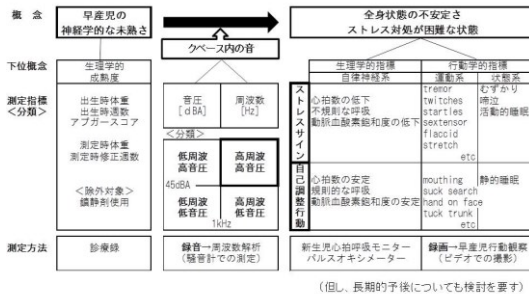 概 念
早産児の
神経学的な未熟さ
全身状態の不安定さ
ストレス対処が困難な状態
クベース内の音
下位概念
生理学的
成熟度
生理学的指標
自律神経系
行動学的指標
運動系
状態系
測定指標
<分類>
出生時体重
出生時週数
アプガースコア
測定時体重
測定時修正週数
<除外対象>
鎮静剤使用
音圧
[dBA]
周波数
[Hz]
<分類>
低周波
高音圧
高周波
高音圧
45dBA
低周波
低音圧
高周波
低音圧
1kHz
ストレスサイン
心拍数の低下
不規則な呼吸
動脈血酸素飽和度の低下
tremor
twitches
startles
sextensor
flaccid
stretch
etc
むずかり
啼泣
活動的睡眠
自己調整行動
心拍数の安定
規則的な呼吸
動脈血酸素飽和度の安定
mouthing
suck search
hand on face
tuck trunk
etc
静的睡眠
測定方法
診療録
録音→周波数解析
(騒音計での測定)
新生児心拍呼吸モニター
パルスオキシメーター
録画→早産児行動観察
(ビデオでの撮影)
(但し、長期的予後についても検討を要す)